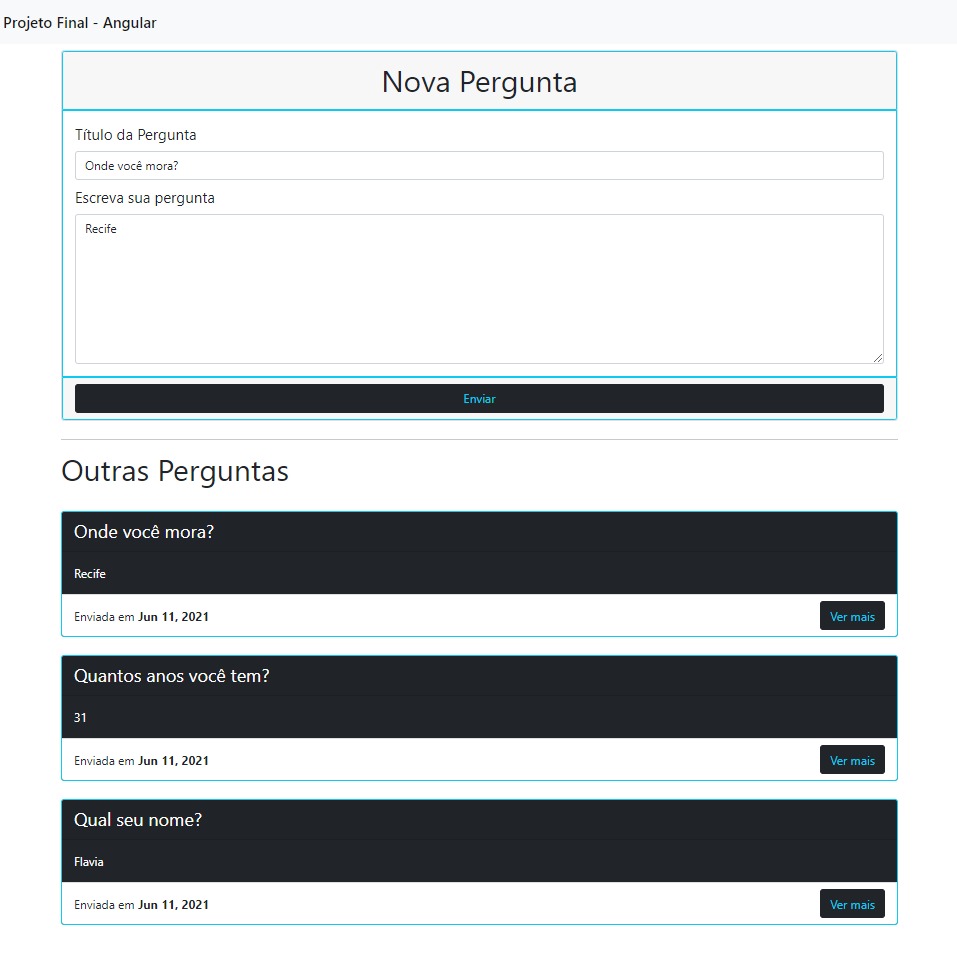 Projeto Final - Angular
Nova Pergunta
Título da Pergunta
Onde você mora?
Escreva sua pergunta
Recife
Enviar
Outras Perguntas
Onde você mora?
Recife
Enviada em Jun 11, 2021
Ver mais
Quantos anos você tem?
31
Enviada em Jun 11, 2021
Ver mais
Qual seu nome?
Flavia
Enviada em Jun 11, 2021
Ver mais